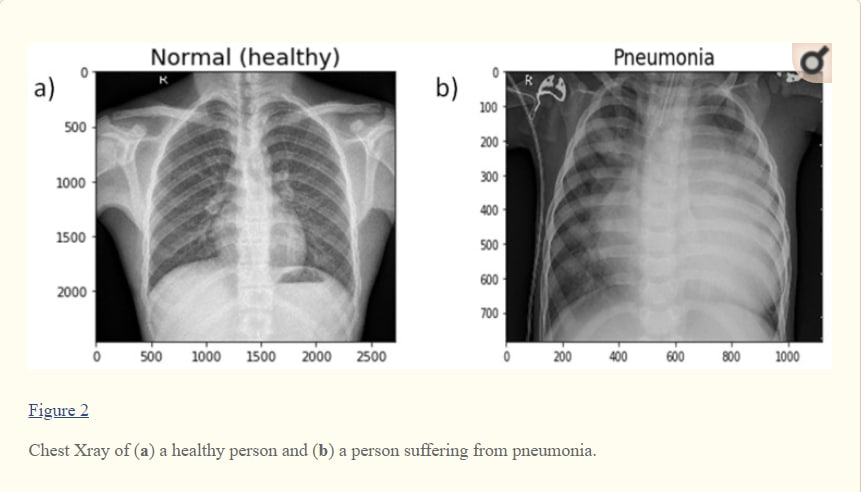 Normal (healthy)
a)
R
0
500
1000
1500
2000
0 500 1000 1500 2000 2500
Pneumonia
b)
R
0
100
200
300
400
500
600
700
0 200 400 600 800 1000
Figure 2
Chest Xray of (a) a healthy person and (b) a person suffering from pneumonia.